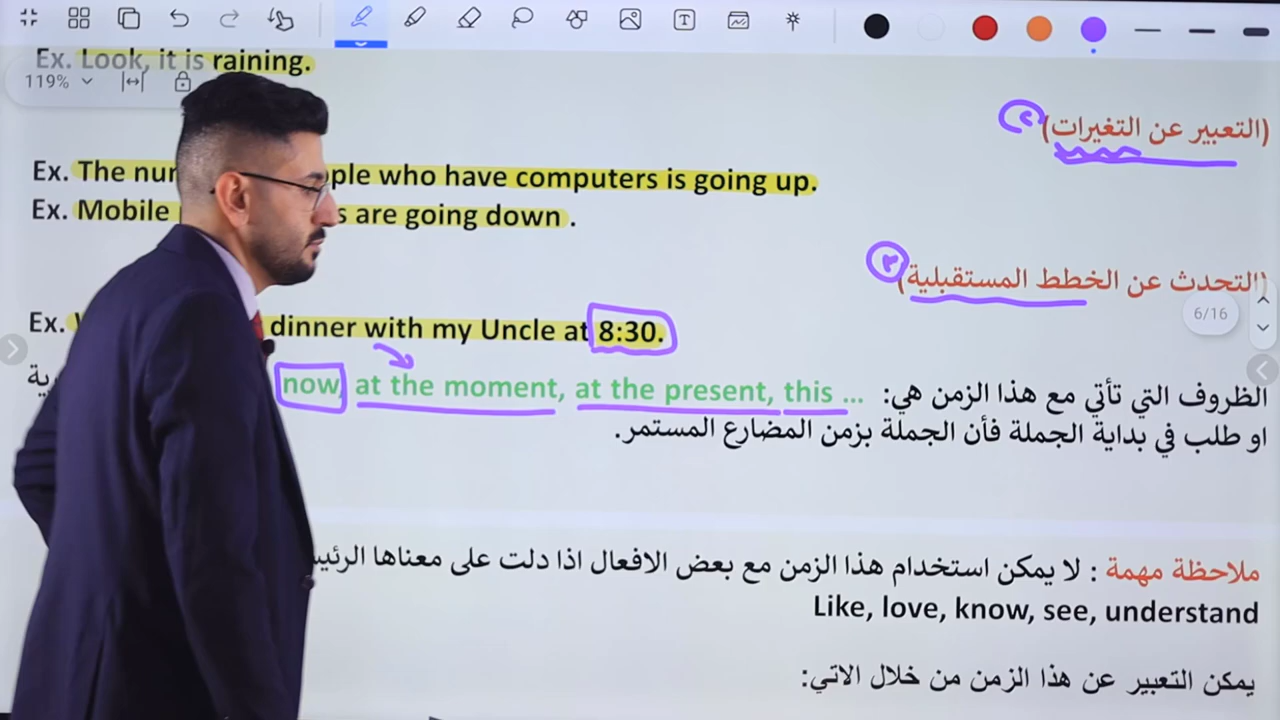 Ex. Look, it is raining.
119%
(التعبير عن التغيرات)
Ex. The ple who have computers is going up.
Ex. Mobile are going down .
(التحدث عن الخطط المستقبلية)
6/16
Ex. dinner with my Uncle at 8:30.
الظروف التي تأتي مع هذا الزمن هي: now, at the moment, at the present, this ...
او طلب في بداية الجملة فأن الجملة بزمن المضارع المستمر.
ملاحظة مهمة : لا يمكن استخدام هذا الزمن مع بعض الافعال اذا دلت على معناها
Like, love, know, see, understand
يمكن التعبير عن هذا الزمن من خلال الاتي: